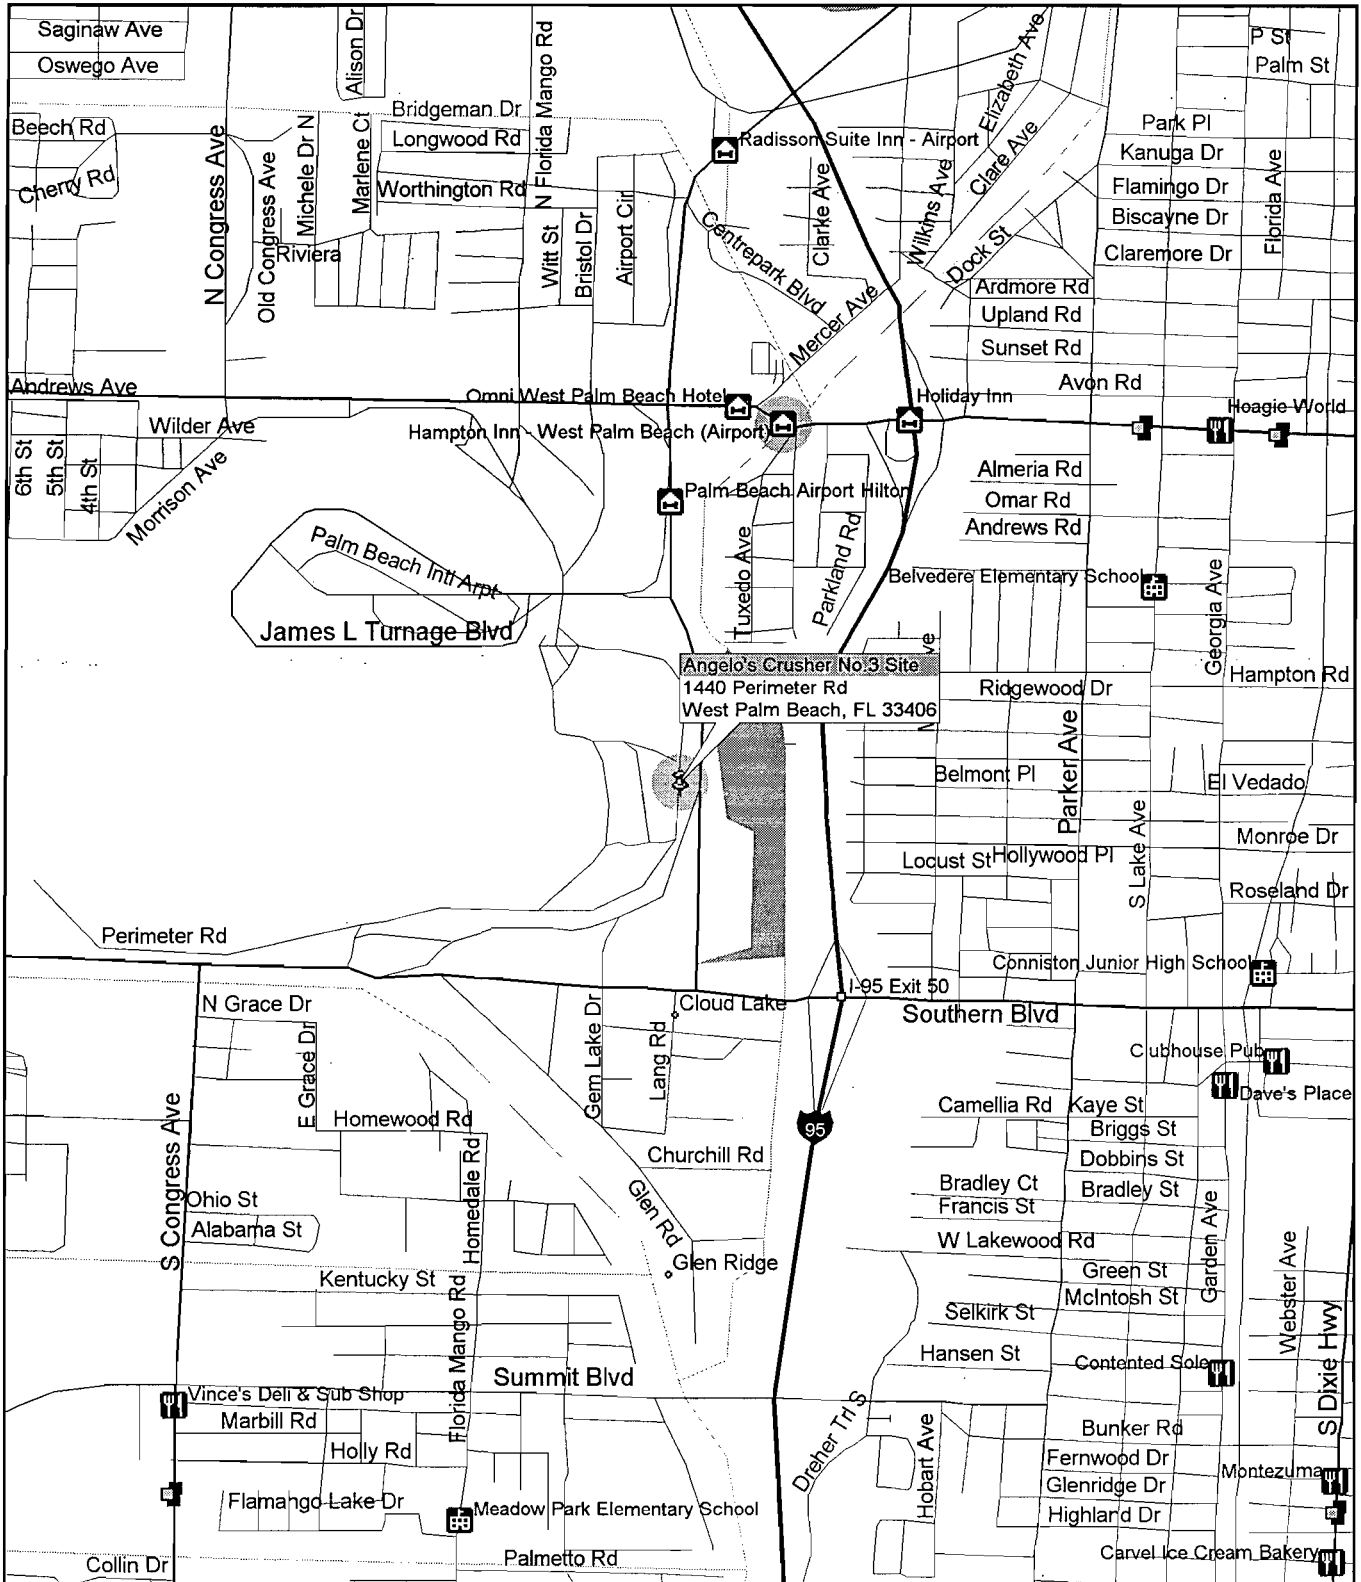 Saginaw Ave
Oswego Ave
Alison Dr
N Florida Mango Rd
Elizabeth Ave
P St
Palm St
Bridgeman Dr
Beech Rd
Longwood Rd
Park Pl
Radisson Suite Inn - Airport
Kanuga Dr
Cherry Rd
N Congress Ave
Old Congress Ave
Michele Dr N
Marlene Ct
Worthington Rd
Clarke Ave
Wilkins Ave
Clare Ave
Flamingo Dr
Florida Ave
Biscayne Dr
Airport Cir
Centrepark Blvd
Dock St
Claremore Dr
Riviera
Witt St
Bristol Dr
Ardmore Rd
Upland Rd
Mercer Ave
Sunset Rd
Andrews Ave
Avon Rd
Omni West Palm Beach Hotel
Holiday Inn
Hoagie World
Wilder Ave
Hampton Inn - West Palm Beach (Airport)
6th St
5th St
4th St
Morrison Ave
Almeria Rd
Palm Beach Airport Hilton
Omar Rd
Andrews Rd
Palm Beach Intl Arpt
Tuxedo Ave
Parkland Rd
Belvedere Elementary School
Georgia Ave
James L Turnage Blvd
Angelo's Crusher No.3 Site
1440 Perimeter Rd
West Palm Beach, FL 33406
Hampton Rd
Ridgewood Dr
Parker Ave
Belmont Pl
El Vedado
S Lake Ave
Monroe Dr
Locust St
Hollywood Pl
Roseland Dr
Perimeter Rd
Conniston Junior High School
I-95 Exit 50
N Grace Dr
Cloud Lake
Southern Blvd
E Grace Dr
Gem Lake Dr
Lang Rd
Clubhouse Pub
Dave's Place
S Congress Ave
Homewood Rd
Camellia Rd
Kaye St
95
Briggs St
Churchill Rd
Dobbins St
Homedale Rd
Bradley Ct
Bradley St
Ohio St
Francis St
Alabama St
Glen Rd
W Lakewood Rd
Garden Ave
Webster Ave
Glen Ridge
Green St
Kentucky St
McIntosh St
Selkirk St
Florida Mango Rd
Hansen St
Contented Sole
S Dixie Hwy
Summit Blvd
Vince's Deli & Sub Shop
Marbill Rd
Dreher Trl S
Hobart Ave
Bunker Rd
Holly Rd
Fernwood Dr
Montezuma
Glenridge Dr
Flamango Lake Dr
Meadow Park Elementary School
Highland Dr
Collin Dr
Palmetto Rd
Carvel Ice Cream Bakery